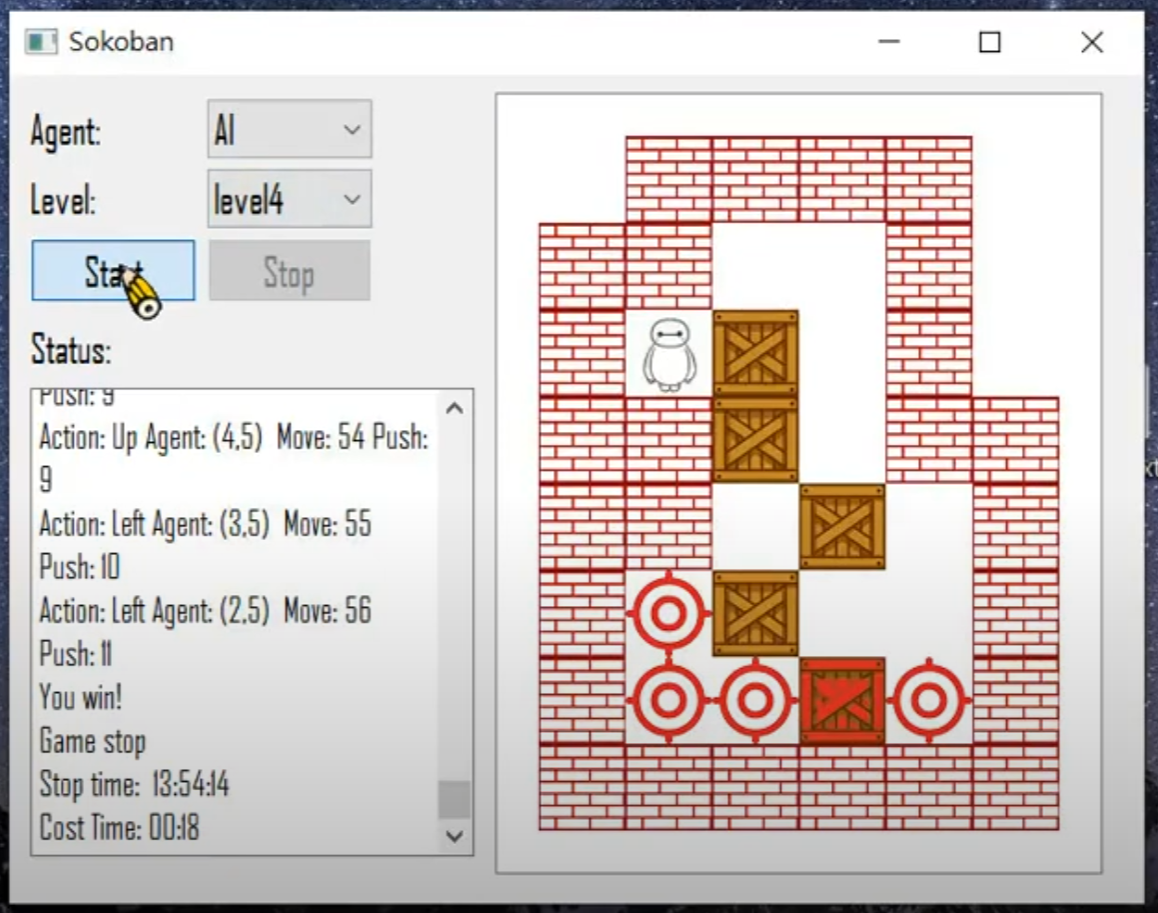 Sokoban
Agent:
AI
Level:
level4
Start
Stop
Status:
Push: 9
Action: Up Agent: (4,5) Move: 54 Push:
9
Action: Left Agent: (3,5) Move: 55
Push: 10
Action: Left Agent: (2,5) Move: 56
Push: 11
You win!
Game stop
Stop time: 13:54:14
Cost Time: 00:18